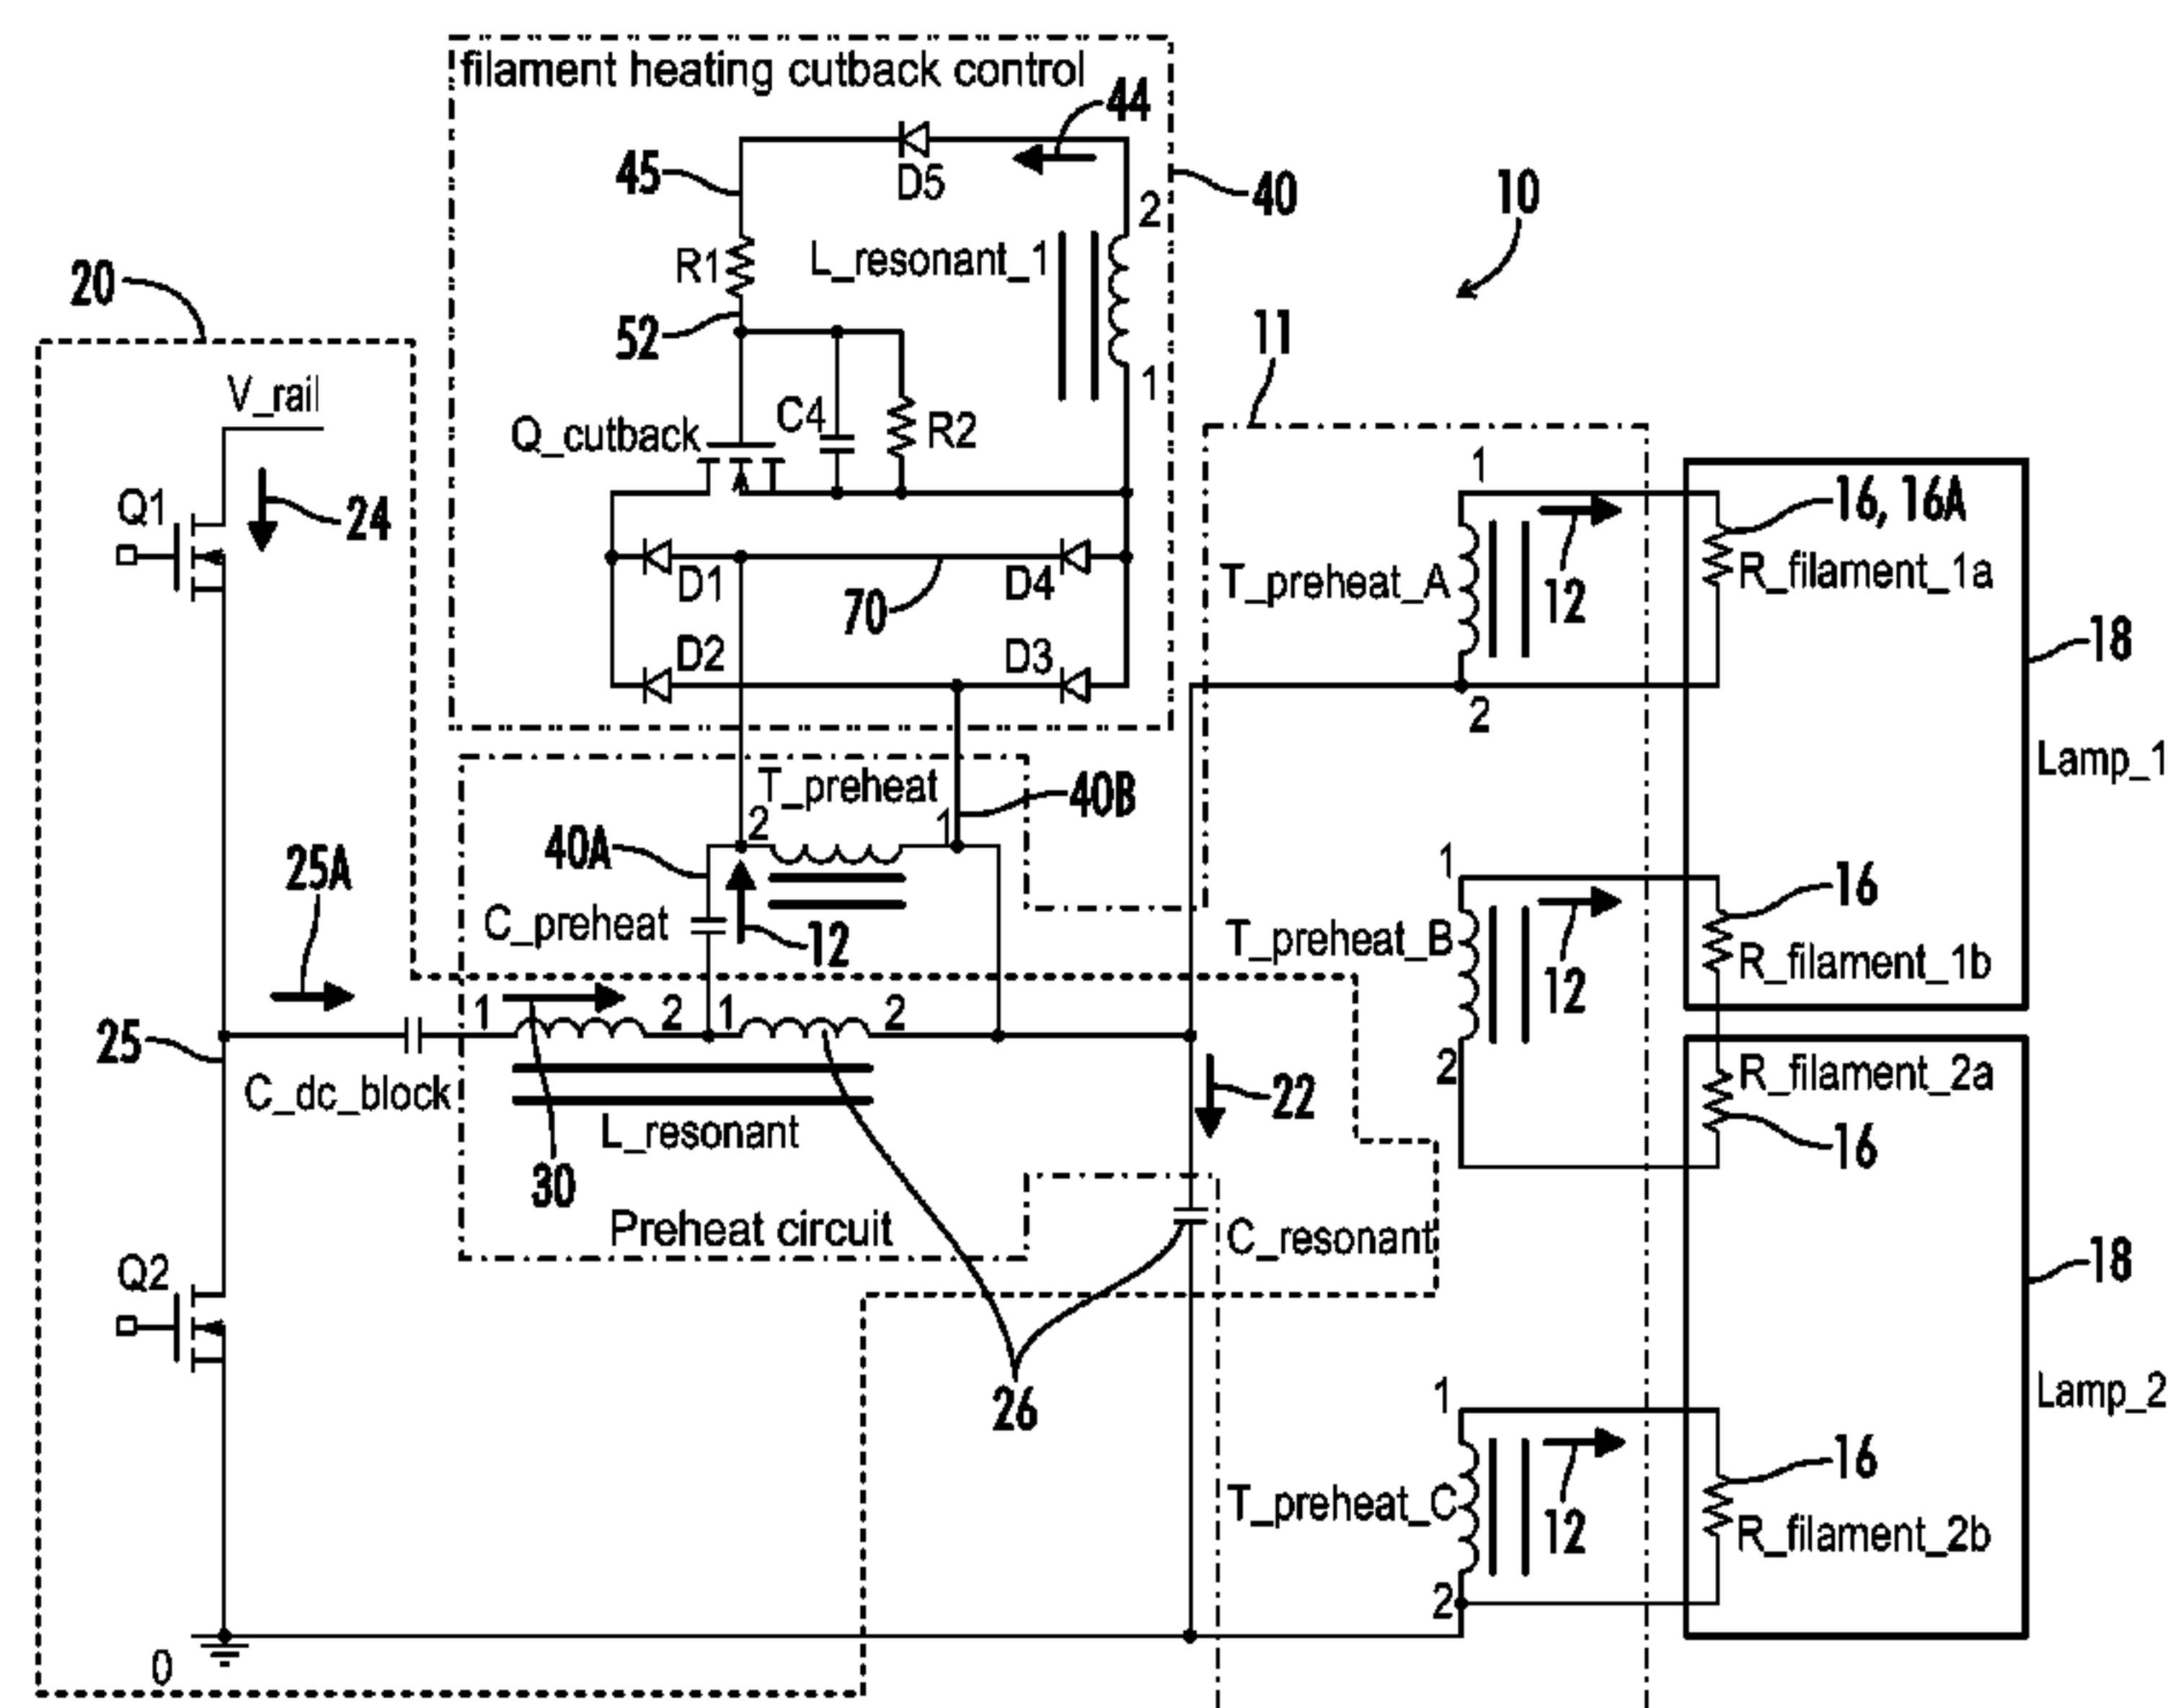 filament heating cutback control
44
45
D5
40
10
2
R1
L_resonant_1
20
52
11
1
V_rail
C4
R2
Q_cutback
1
Q1
24
16, 16A
D1
D4
T_preheat_A
12
R_filament_1a
70
18
D2
D3
2
Lamp_1
T_preheat
40B
2
1
40A
25A
1
16
C_preheat
12
T_preheat_B
12
R_filament_1b
1
2
1
2
25
2
R_filament_2a
C_dc_block
22
L_resonant
16
30
Preheat circuit
C_resonant
18
Q2
26
1
Lamp_2
16
T_preheat_C
12
R_filament_2b
2
0